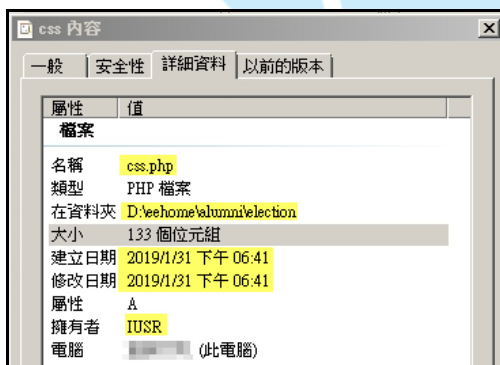 css 內容
一般 安全性 詳細資料 以前的版本
屬性 值
檔案
名稱 css.php
類型 PHP 檔案
在資料夾 D:\eehome\alumni\election
大小 133 個位元組
建立日期 2019/1/31 下午 06:41
修改日期 2019/1/31 下午 06:41
屬性 A
擁有者 IUSR
電腦 (此電腦)